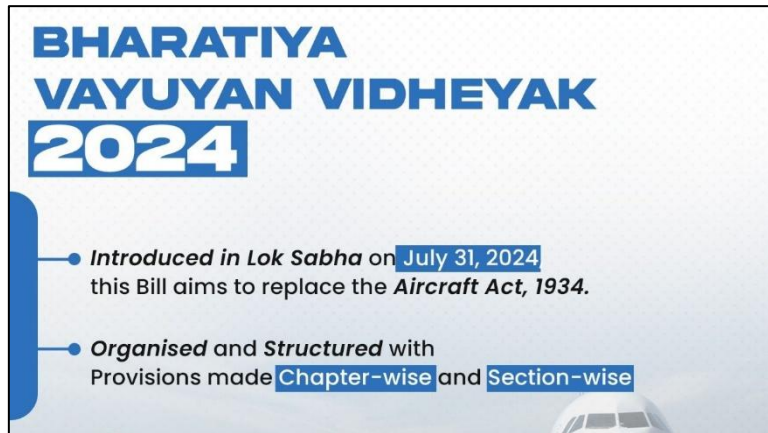 BHARATIYA
VAYUYAN VIDHEYAK
2024
Introduced in Lok Sabha on July 31, 2024
this Bill aims to replace the Aircraft Act, 1934.
Organised and Structured with
Provisions made Chapter-wise and Section-wise